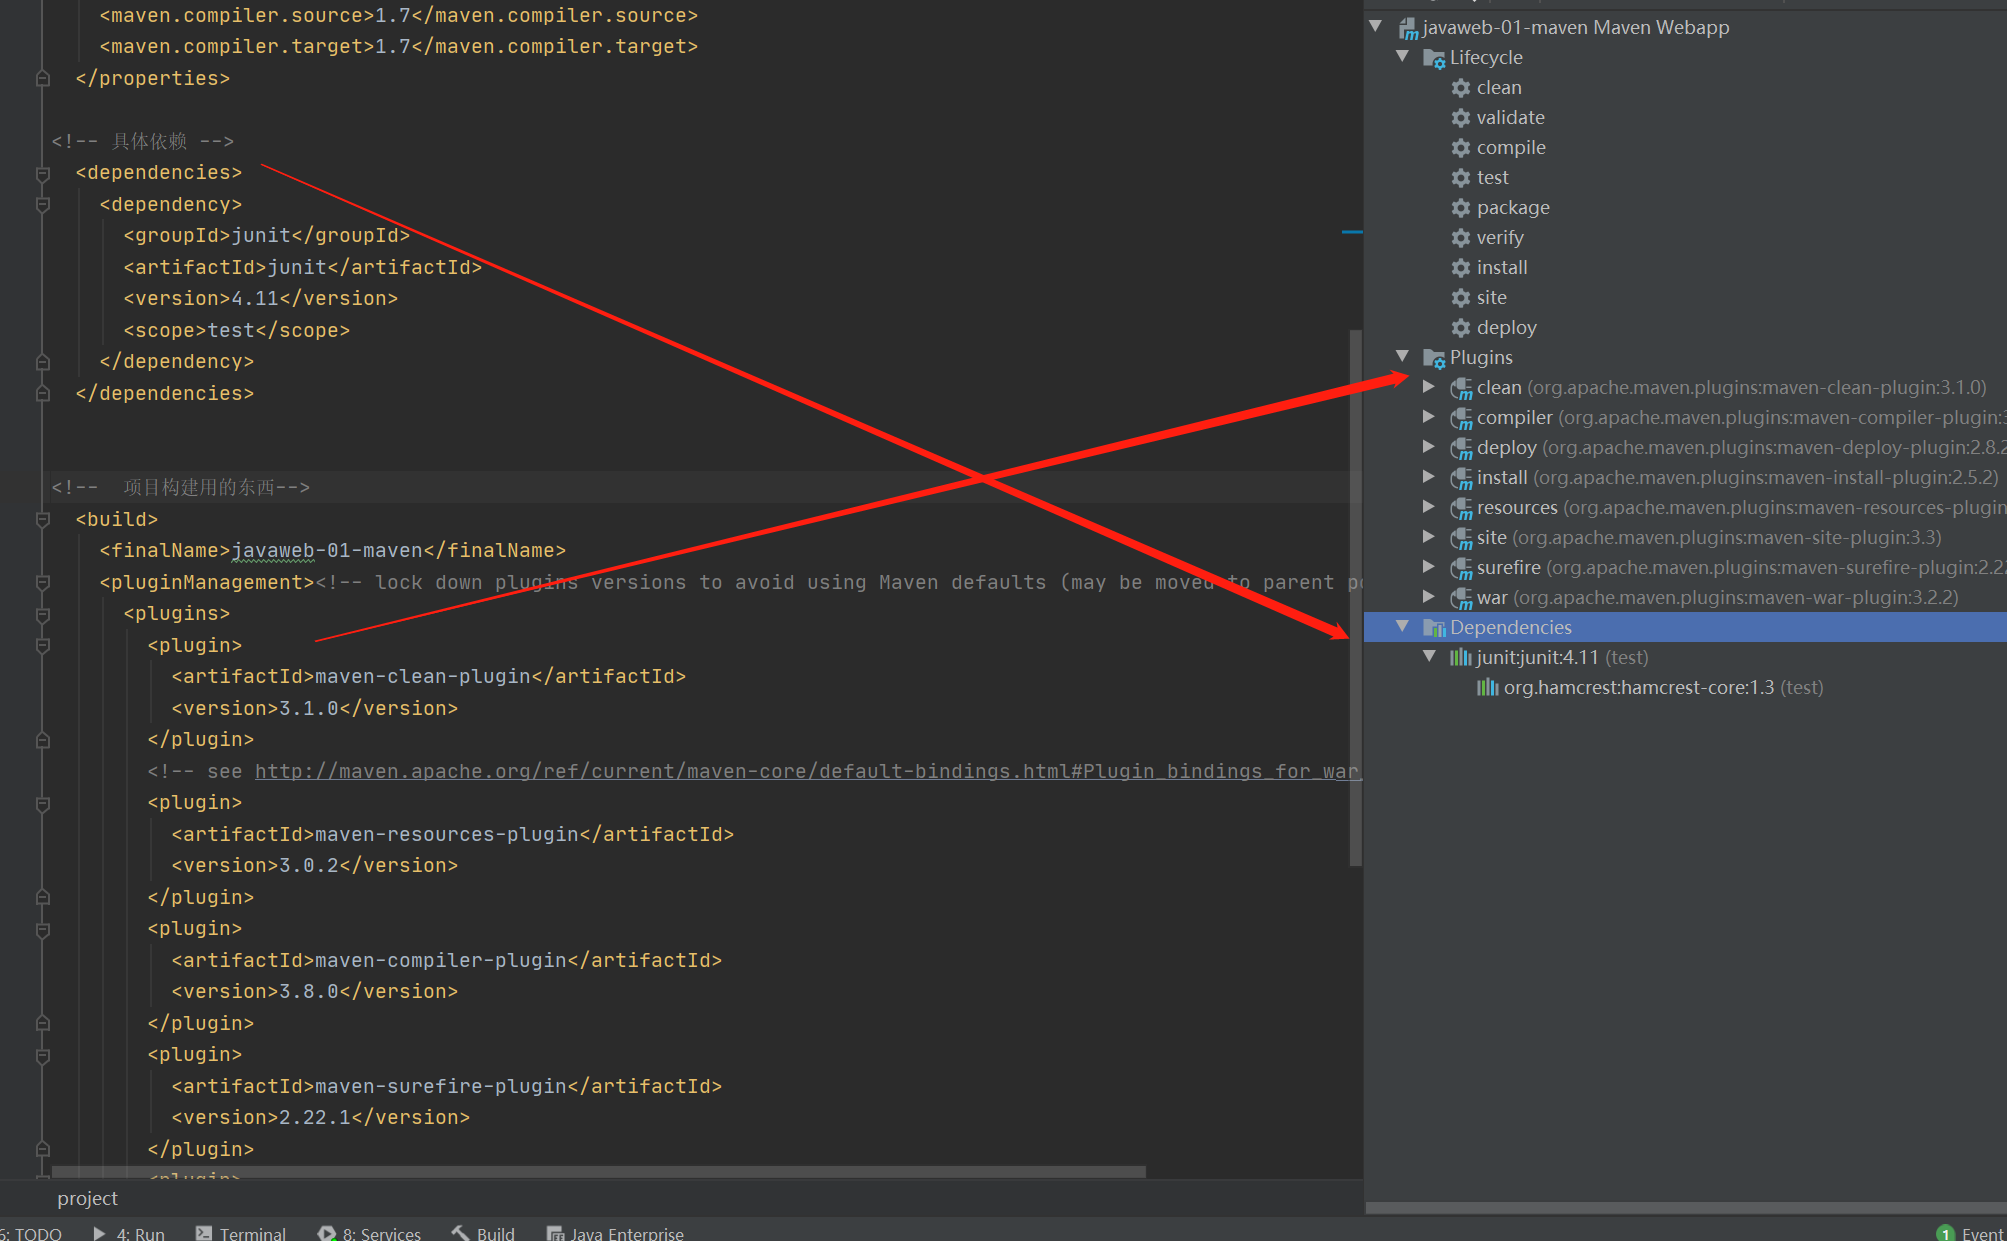 <maven.compiler.source>1.7</maven.compiler.source>
<maven.compiler.target>1.7</maven.compiler.target>
</properties>
<!-- 具体依赖 -->
<dependencies>
<dependency>
<groupId>junit</groupId>
<artifactId>junit</artifactId>
<version>4.11</version>
<scope>test</scope>
</dependency>
</dependencies>
<!-- 项目构建用的东西-->
<build>
<finalName>javaweb-01-maven</finalName>
<pluginManagement><!-- lock down plugins versions to avoid using Maven defaults (may be moved to parent po
<plugins>
<plugin>
<artifactId>maven-clean-plugin</artifactId>
<version>3.1.0</version>
</plugin>
<!-- see http://maven.apache.org/ref/current/maven-core/default-bindings.html#Plugin_bindings_for_war_
<plugin>
<artifactId>maven-resources-plugin</artifactId>
<version>3.0.2</version>
</plugin>
<plugin>
<artifactId>maven-compiler-plugin</artifactId>
<version>3.8.0</version>
</plugin>
<plugin>
<artifactId>maven-surefire-plugin</artifactId>
<version>2.22.1</version>
</plugin>
<plugin>
project
javaweb-01-maven Maven Webapp
Lifecycle
clean
validate
compile
test
package
verify
install
site
deploy
Plugins
clean (org.apache.maven.plugins:maven-clean-plugin:3.1.0)
compiler (org.apache.maven.plugins:maven-compiler-plugin:3
deploy (org.apache.maven.plugins:maven-deploy-plugin:2.8.2
install (org.apache.maven.plugins:maven-install-plugin:2.5.2)
resources (org.apache.maven.plugins:maven-resources-plugin
site (org.apache.maven.plugins:maven-site-plugin:3.3)
surefire (org.apache.maven.plugins:maven-surefire-plugin:2.22
war (org.apache.maven.plugins:maven-war-plugin:3.2.2)
Dependencies
junit:junit:4.11 (test)
org.hamcrest:hamcrest-core:1.3 (test)
6: TODO 4: Run Terminal 8: Services Build Java Enterprise 1 Event